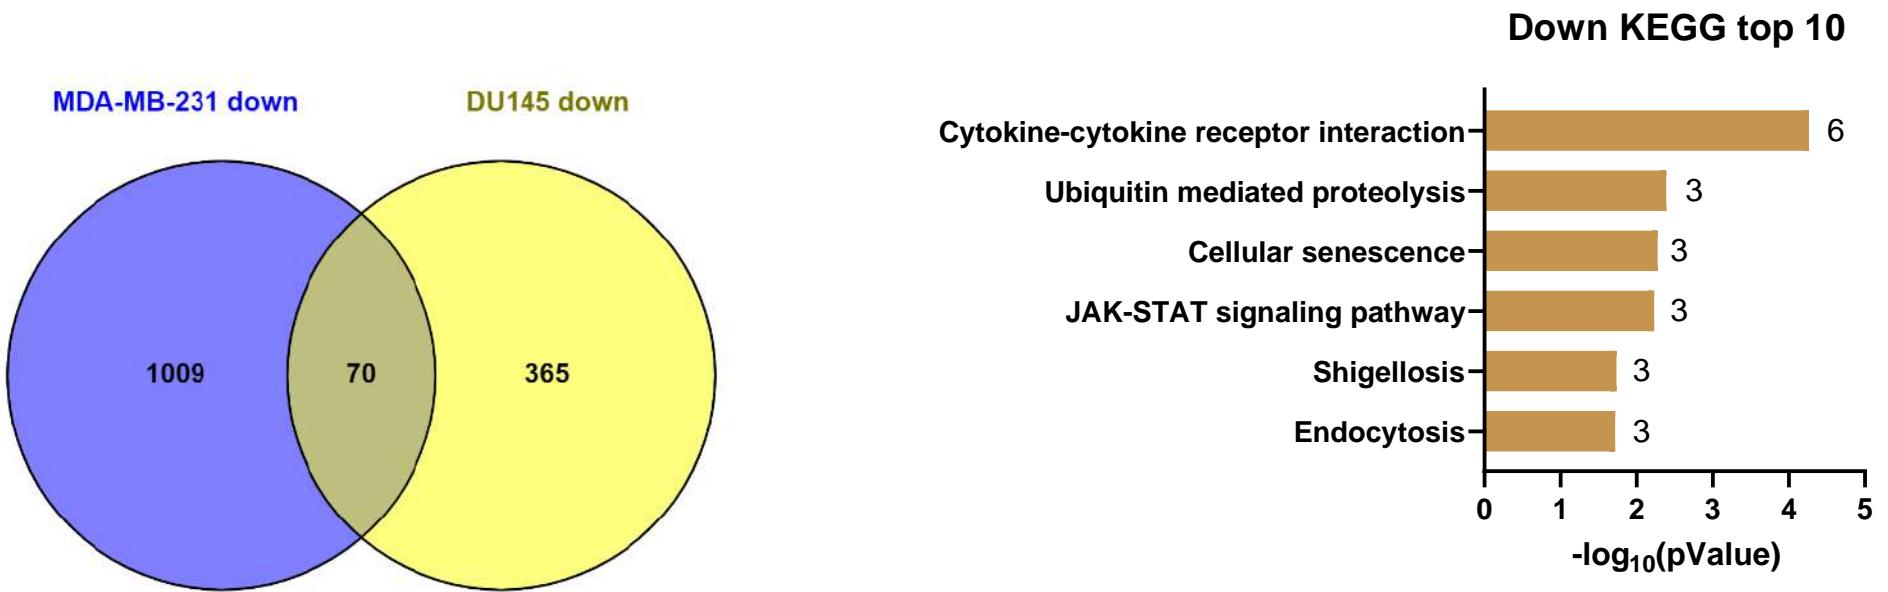 MDA-MB-231 down
DU145 down
1009
70
365
Down KEGG top 10
Cytokine-cytokine receptor interaction
6
Ubiquitin mediated proteolysis
3
Cellular senescence
3
JAK-STAT signaling pathway
3
Shigellosis
3
Endocytosis
3
0 1 2 3 4 5
-log10(pValue)